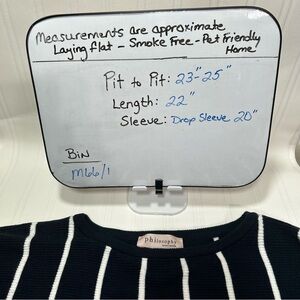 Measurements are approximate
Laying flat - Smoke Free - Pet Friendly
Home
Pit to Pit: 23"-25"
Length: 22"
Sleeve: Drop Sleeve 20"
Bin
M66/1
philosophy